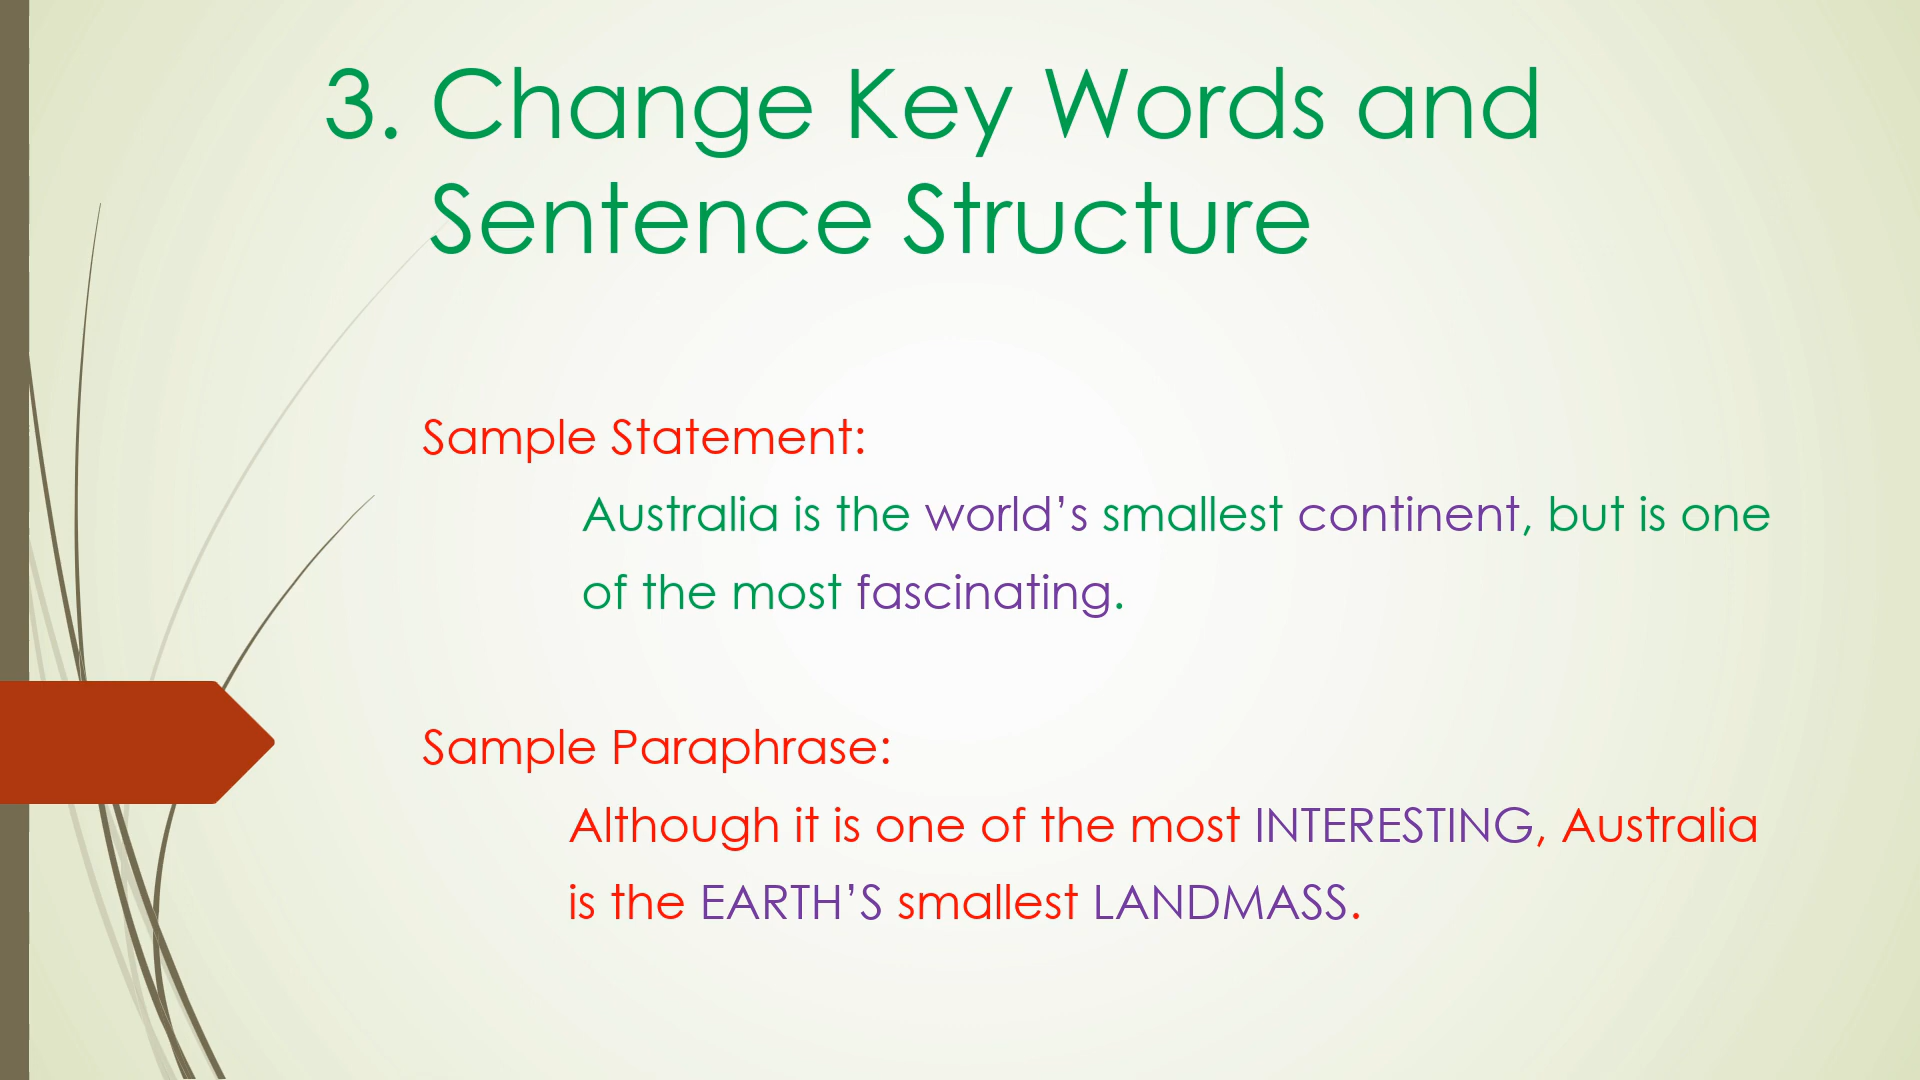 3. Change Key Words and
Sentence Structure
Sample Statement:
Australia is the world’s smallest continent, but is one
of the most fascinating.
Sample Paraphrase:
Although it is one of the most INTERESTING, Australia
is the EARTH’S smallest LANDMASS.